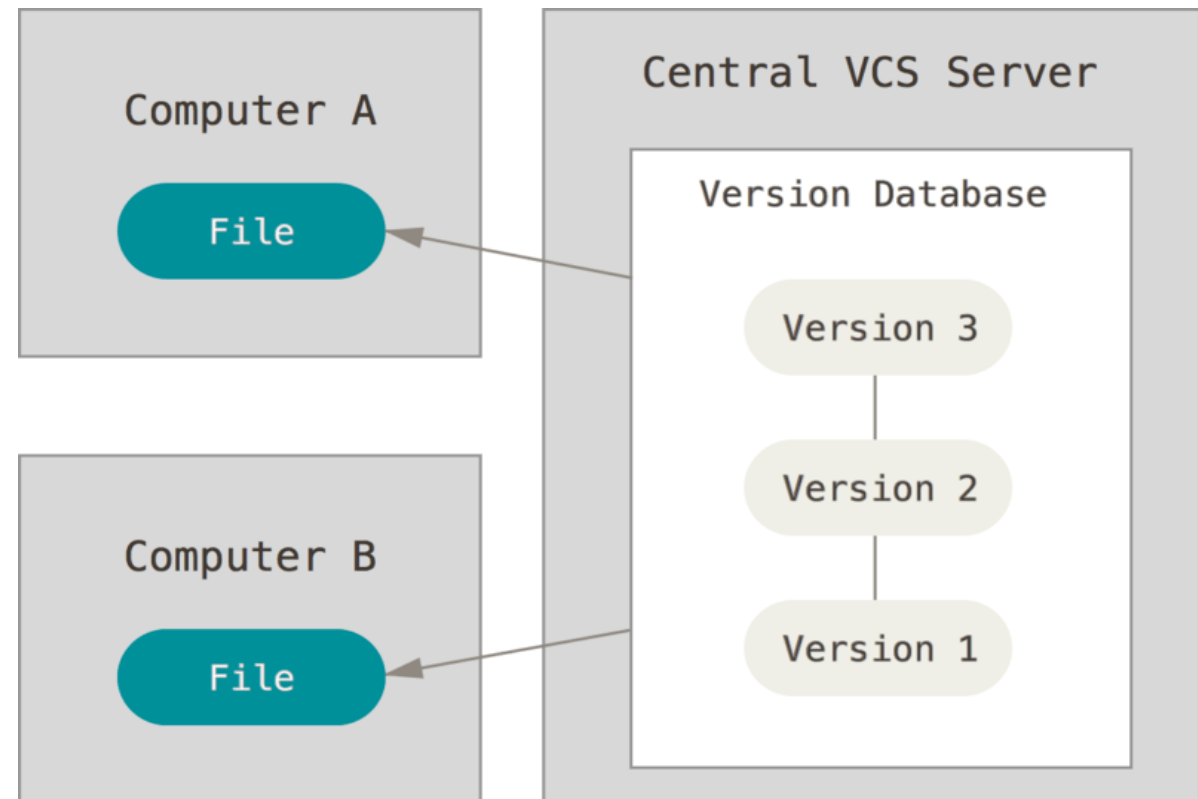 Computer A
File
Computer B
File
Central VCS Server
Version Database
Version 3
Version 2
Version 1